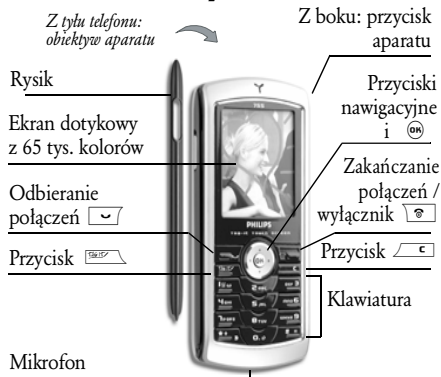 Z tyłu telefonu:
obiektyw aparatu
Z boku: przycisk
aparatu
Rysik
Przyciski
nawigacyjne
i OK
Ekran dotykowy
z 65 tys. kolorów
Zakańczanie
połączeń /
wyłącznik
Odbieranie
połączeń
PHILIPS
Przycisk
Przycisk C
Klawiatura
Mikrofon